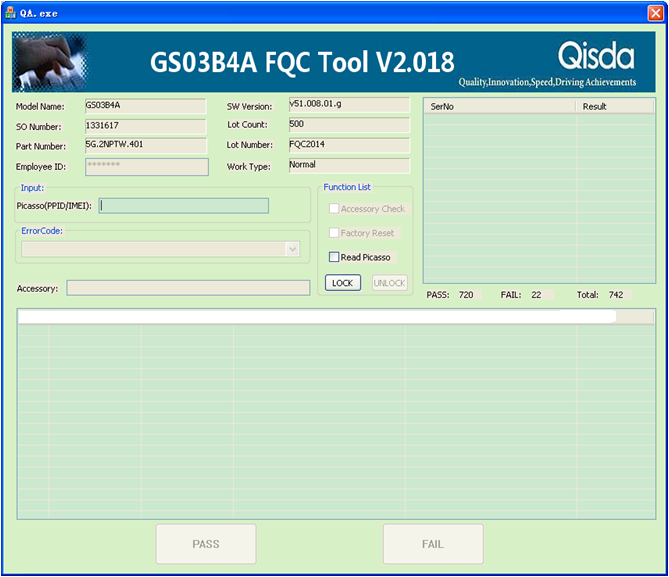 QA.exe
GS03B4A FQC Tool V2.018
Qisda
Quality,Innovation,Speed,Driving Achievements
Model Name: GS03B4A
SW Version: v51.008.01.g
SO Number: 1331617
Lot Count: 500
Part Number: 5G.2NPTW.401
Lot Number: FQC2014
Employee ID: *******
Work Type: Normal
SerNo Result
Input:
Picasso(PPID/IMEI):
ErrorCode:
Accessory:
Function List
Accessory Check
Factory Reset
Read Picasso
LOCK UNLOCK
PASS: 720 FAIL: 22 Total: 742
PASS FAIL